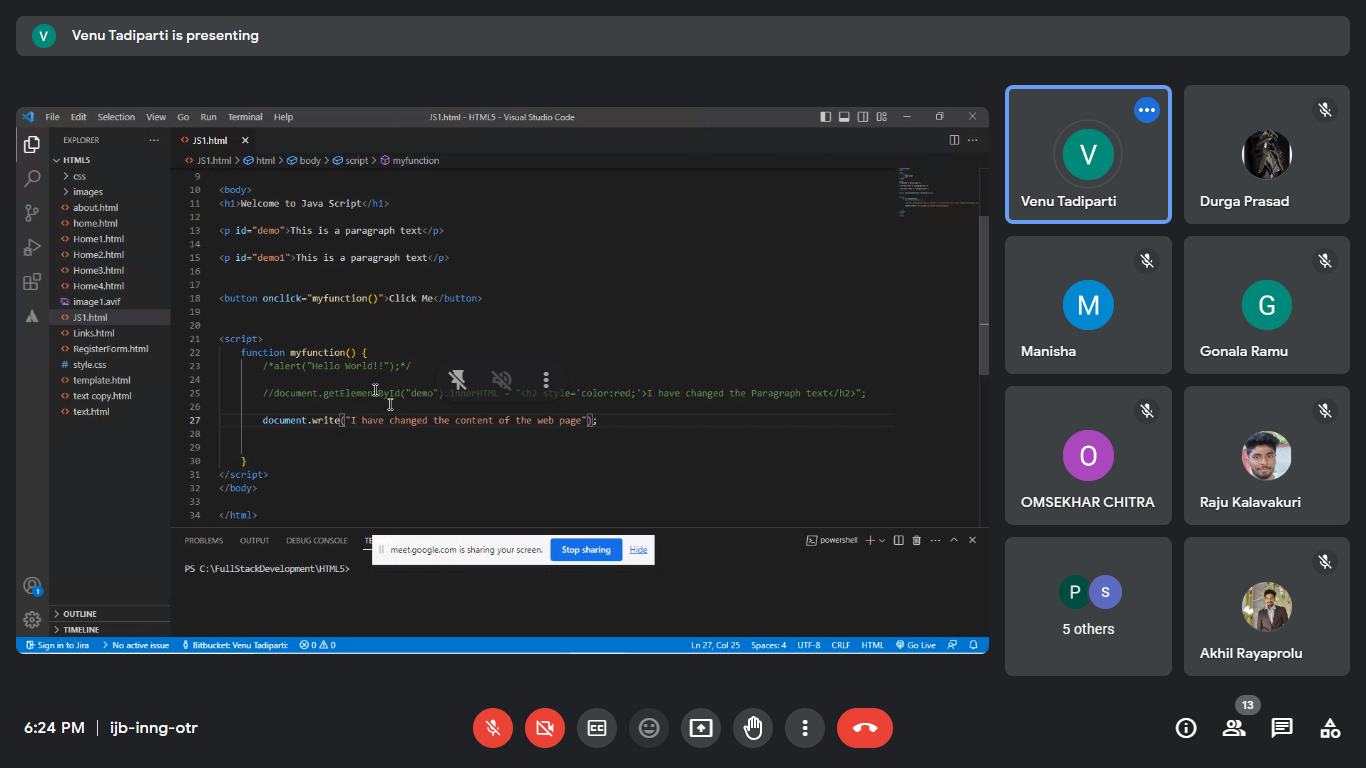 V Venu Tadiparti is presenting
File Edit Selection View Go Run Terminal Help
JS1.html - HTML5 - Visual Studio Code
EXPLORER
HTML5
css
images
about.html
home.html
Home1.html
Home2.html
Home3.html
Home4.html
image1.avif
JS1.html
Links.html
RegisterForm.html
style.css
template.html
text copy.html
text.html
OUTLINE
TIMELINE
JS1.html
JS1.html > html > body > script > myfunction
9
10 <body>
11 <h1>Welcome to Java Script</h1>
12
13 <p id="demo">This is a paragraph text</p>
14
15 <p id="demo1">This is a paragraph text</p>
16
17
18 <button onclick="myfunction()">Click Me</button>
19
20
21 <script>
22 function myfunction() {
23 /*alert("Hello World!!");*/
24
25 //document.getElementById("demo").innerHTML = "<h2 style='color:red;'>I have changed the Paragraph text</h2>";
26
27 document.write("I have changed the content of the web page");
28
29
30 }
31 </script>
32 </body>
33
34 </html>
PROBLEMS OUTPUT DEBUG CONSOLE
powershell
meet.google.com is sharing your screen. Stop sharing Hide
PS C:\FullStackDevelopment\HTML5>
1
Sign in to Jira No active issue Bitbucket: Venu Tadiparti: 0 0 Ln 27, Col 25 Spaces: 4 UTF-8 CRLF HTML Go Live
V
Venu Tadiparti
Durga Prasad
M
Manisha
G
Gonala Ramu
O
OMSEKHAR CHITRA
Raju Kalavakuri
P S
5 others
Akhil Rayaprolu
6:24 PM | ijb-inng-otr
CC
13